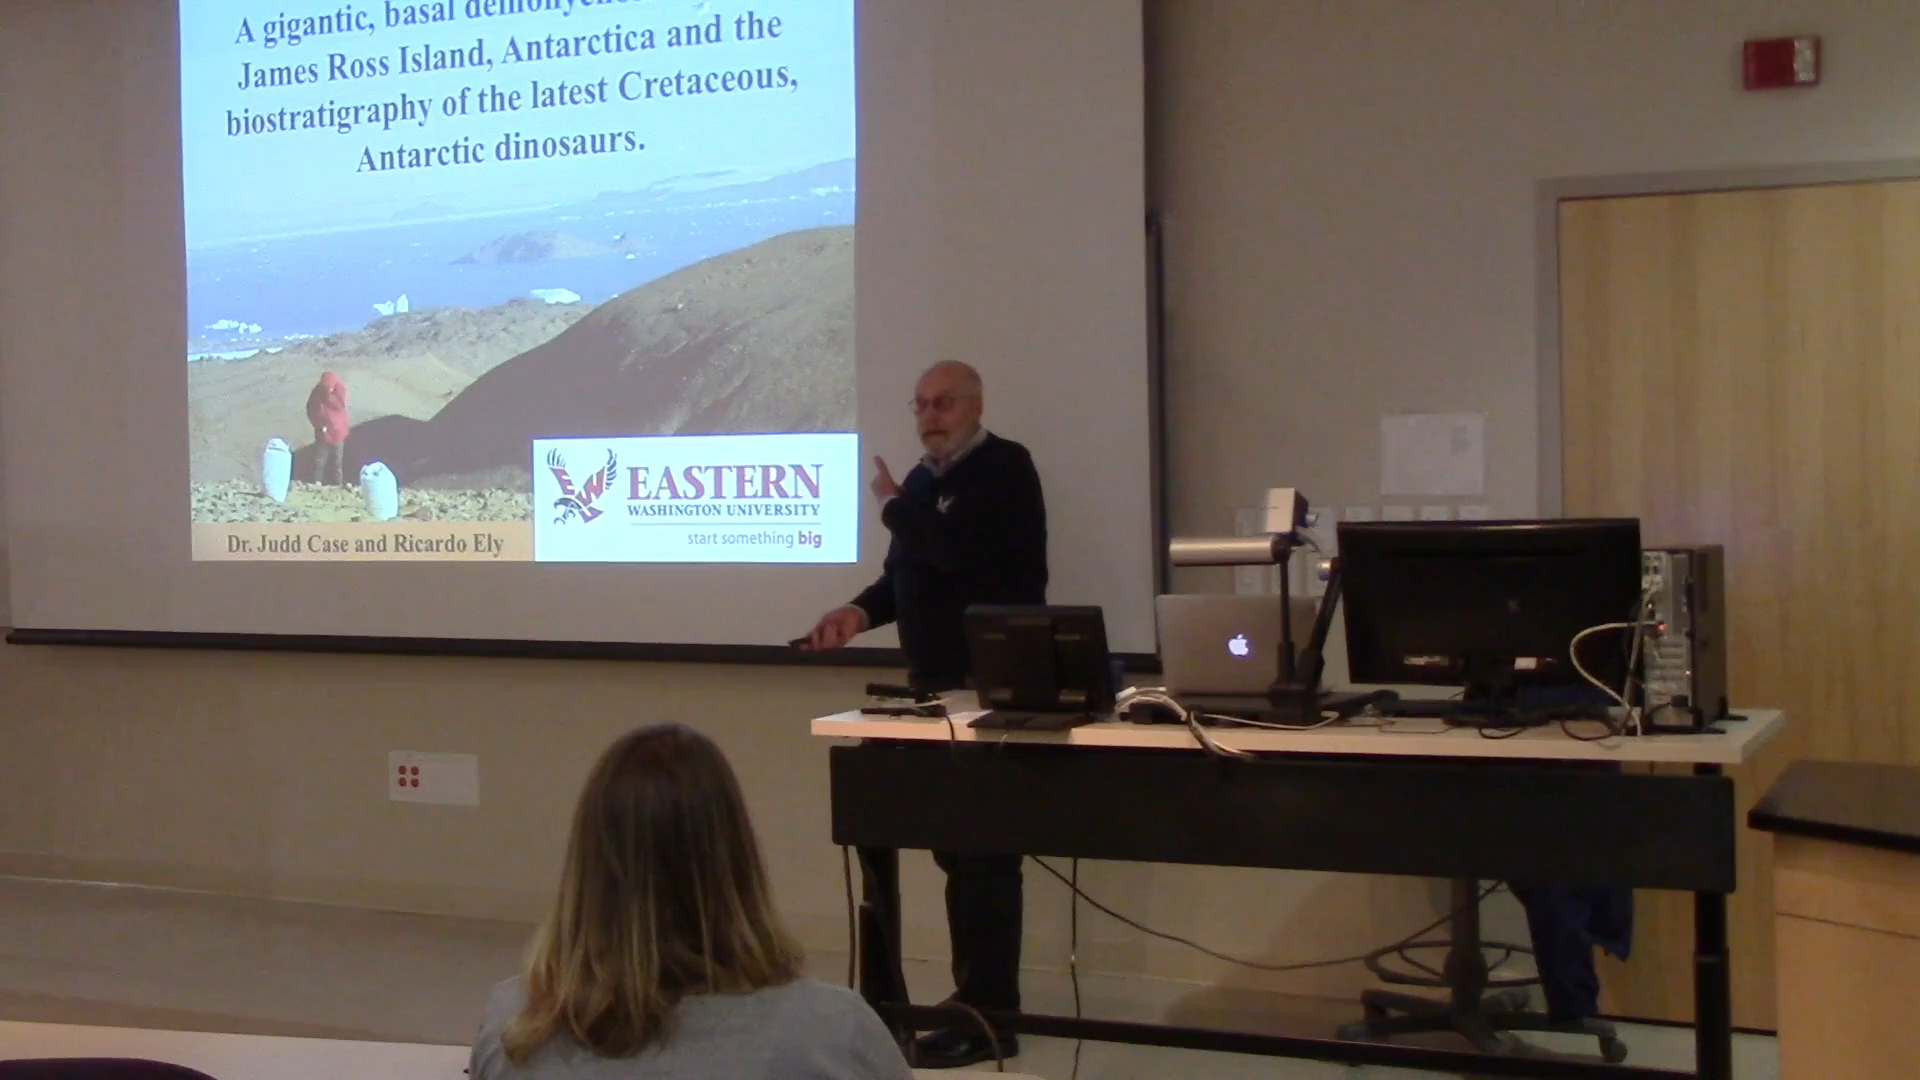 A gigantic, basal
James Ross Island, Antarctica and the
biostratigraphy of the latest Cretaceous,
Antarctic dinosaurs.
EASTERN
WASHINGTON UNIVERSITY
start something big
Dr. Judd Case and Ricardo Ely